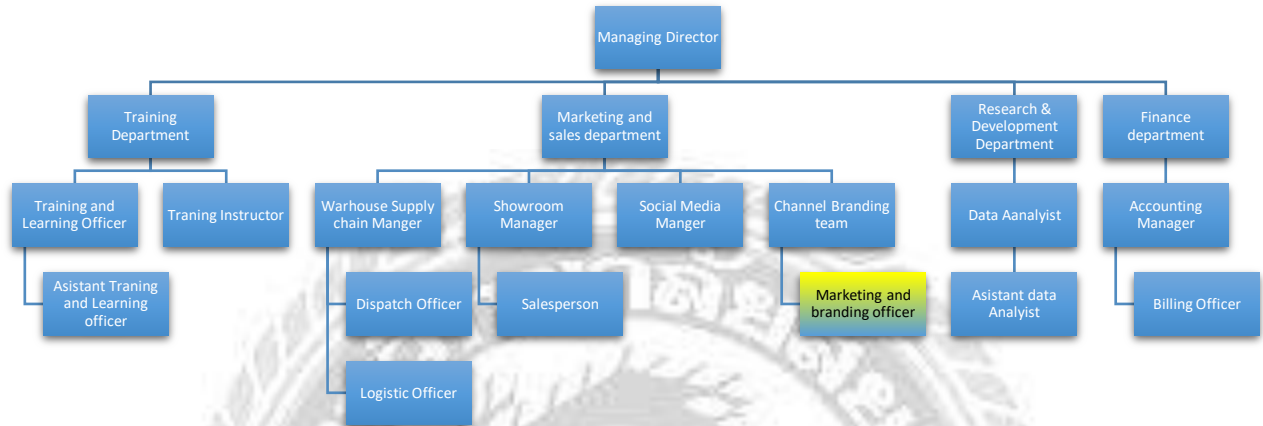 Managing Director
Training
Department
Marketing and
sales department
Research &
Development
Department
Finance
department
Training and
Learning Officer
Traning Instructor
Warhouse Supply
chain Manger
Showroom
Manager
Social Media
Manger
Channel Branding
team
Data Aanalyist
Accounting
Manager
Asistant Traning
and Learning
officer
Dispatch Officer
Salesperson
Marketing and
branding officer
Asistant data
Analyist
Billing Officer
Logistic Officer